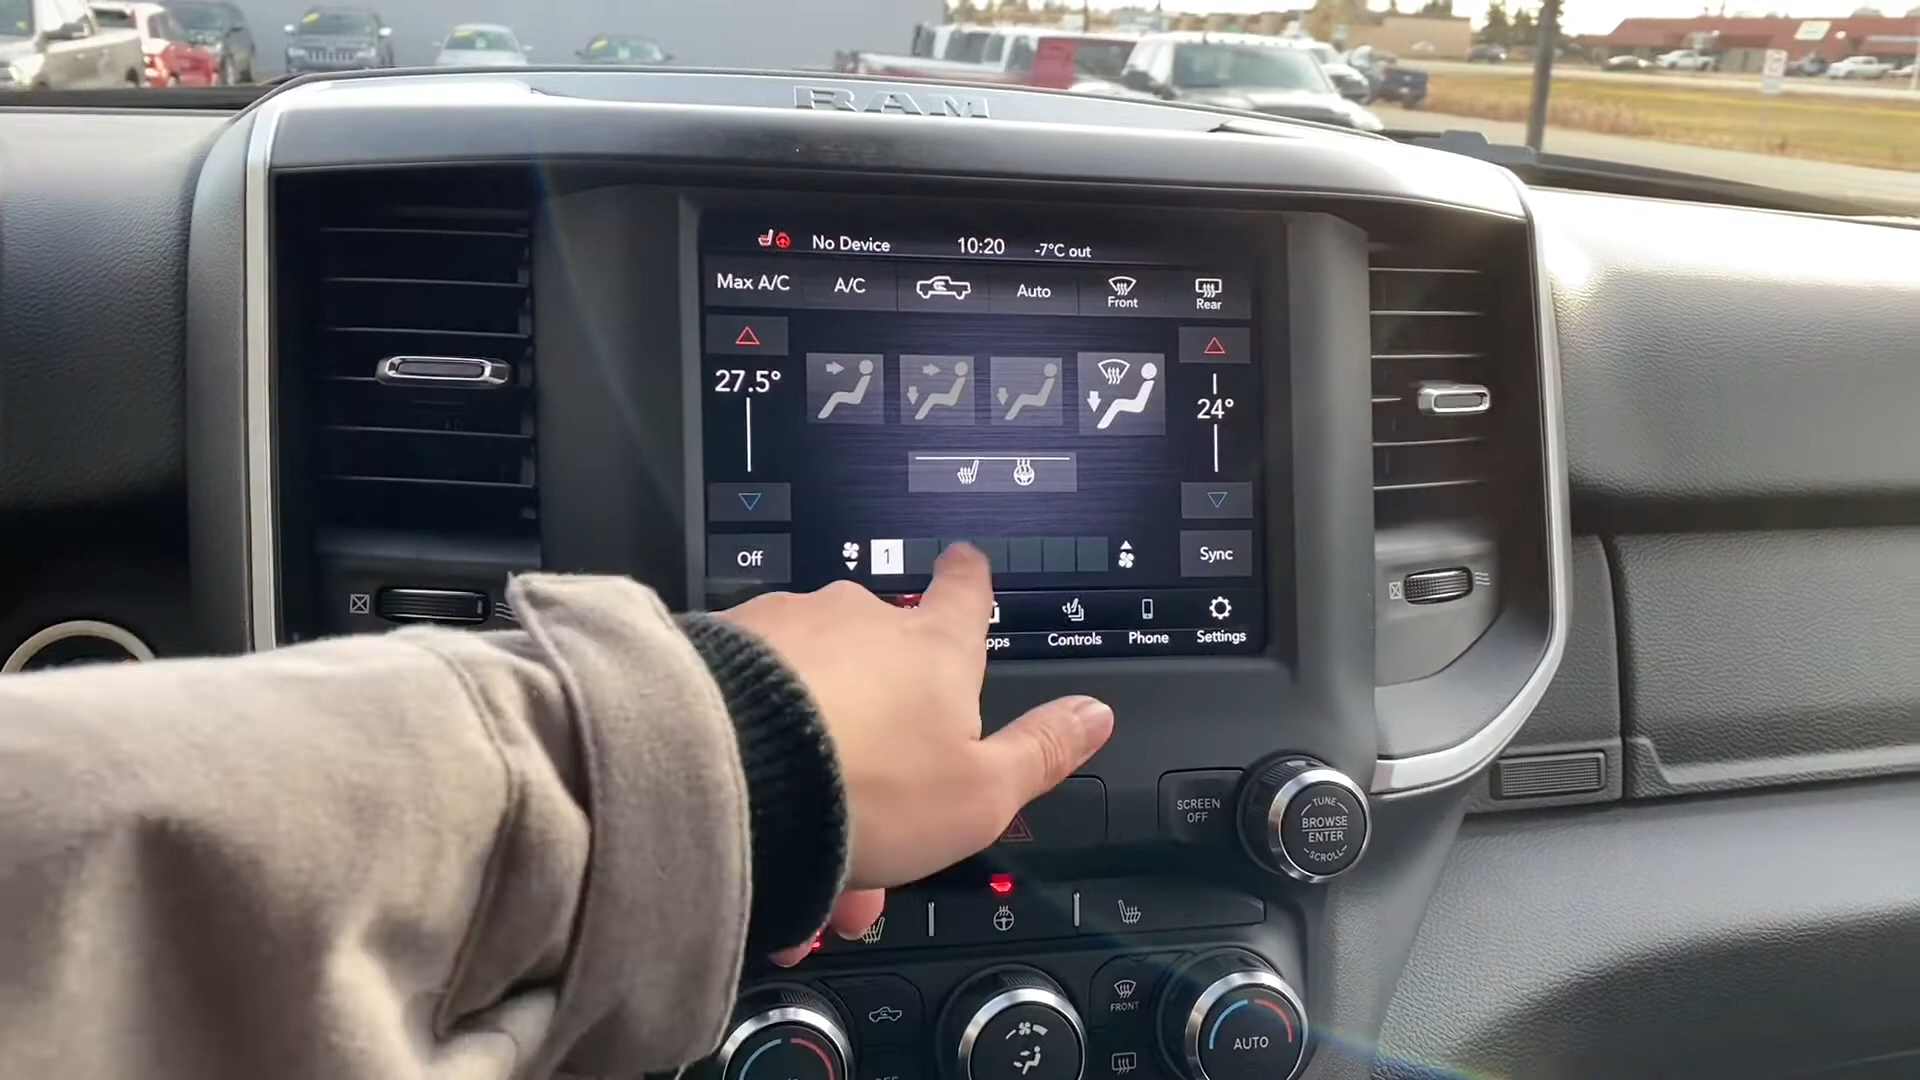 RAM
No Device 10:20 -7°C out
Max A/C A/C Auto Front Rear
27.5°
24°
Off 1 Sync
Controls Phone Settings
SCREEN
OFF
TUNE
BROWSE
ENTER
SCROLL
FRONT
AUTO